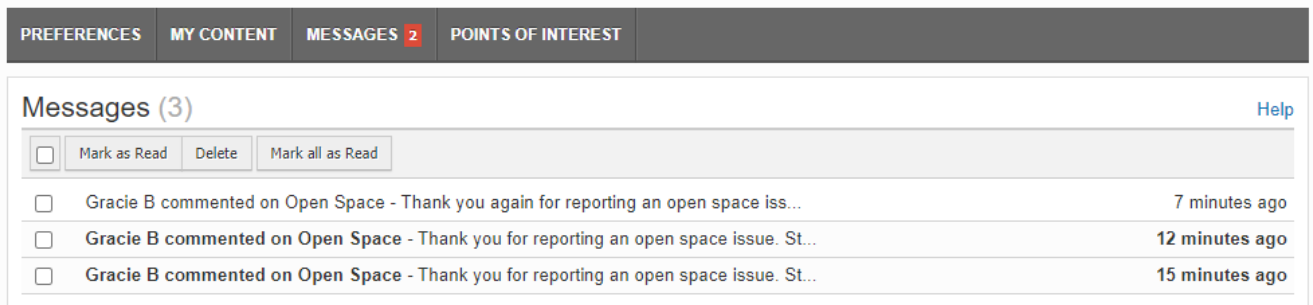 PREFERENCES MY CONTENT MESSAGES 2 POINTS OF INTEREST
Messages (3) Help
Mark as Read Delete Mark all as Read
Gracie B commented on Open Space - Thank you again for reporting an open space iss... 7 minutes ago
Gracie B commented on Open Space - Thank you for reporting an open space issue. St... 12 minutes ago
Gracie B commented on Open Space - Thank you for reporting an open space issue. St... 15 minutes ago